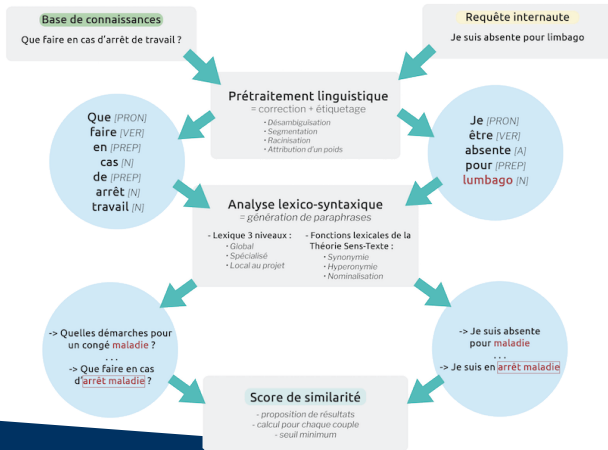 Base de connaissances
Que faire en cas d'arrêt de travail ?
Requête internaute
Je suis absente pour limbago
Prétraitement linguistique
= correction + étiquetage
• Désambiguisation
• Segmentation
• Racinisation
• Attribution d'un poids
Que [PRON]
faire [VER]
en [PREP]
cas [N]
de [PREP]
arrêt [N]
travail [N]
Je [PRON]
être [VER]
absente [A]
pour [PREP]
lumbago [N]
Analyse lexico-syntaxique
= génération de paraphrases
- Lexique 3 niveaux :
• Global
• Spécialisé
• Local au projet
- Fonctions lexicales de la
Théorie Sens-Texte :
• Synonymie
• Hyperonymie
• Nominalisation
-> Quelles démarches pour
un congé maladie ?
. . .
-> Que faire en cas
d'arrêt maladie ?
-> Je suis absente
pour maladie
. . .
-> Je suis en arrêt maladie
Score de similarité
- proposition de résultats
- calcul pour chaque couple
- seuil minimum